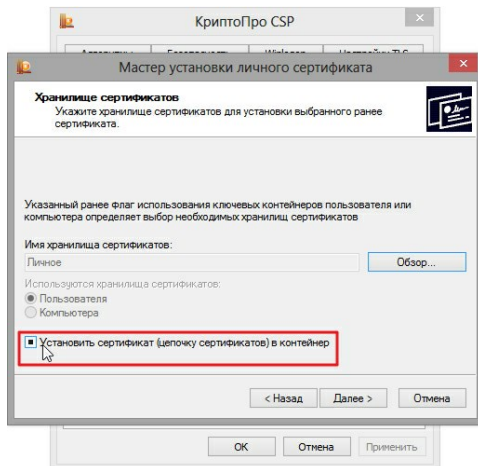 КриптоПро CSP
Мастер установки личного сертификата
Хранилище сертификатов
Укажите хранилище сертификатов для установки выбранного ранее
сертификата.
Указанный ранее флаг использования ключевых контейнеров пользователя или
компьютера определяет выбор необходимых хранилищ сертификатов
Имя хранилища сертификатов:
Личное
Обзор...
Используются хранилища сертификатов:
Пользователя
Компьютера
Установить сертификат (цепочку сертификатов) в контейнер
< Назад
Далее >
Отмена
ОК
Отмена
Применить